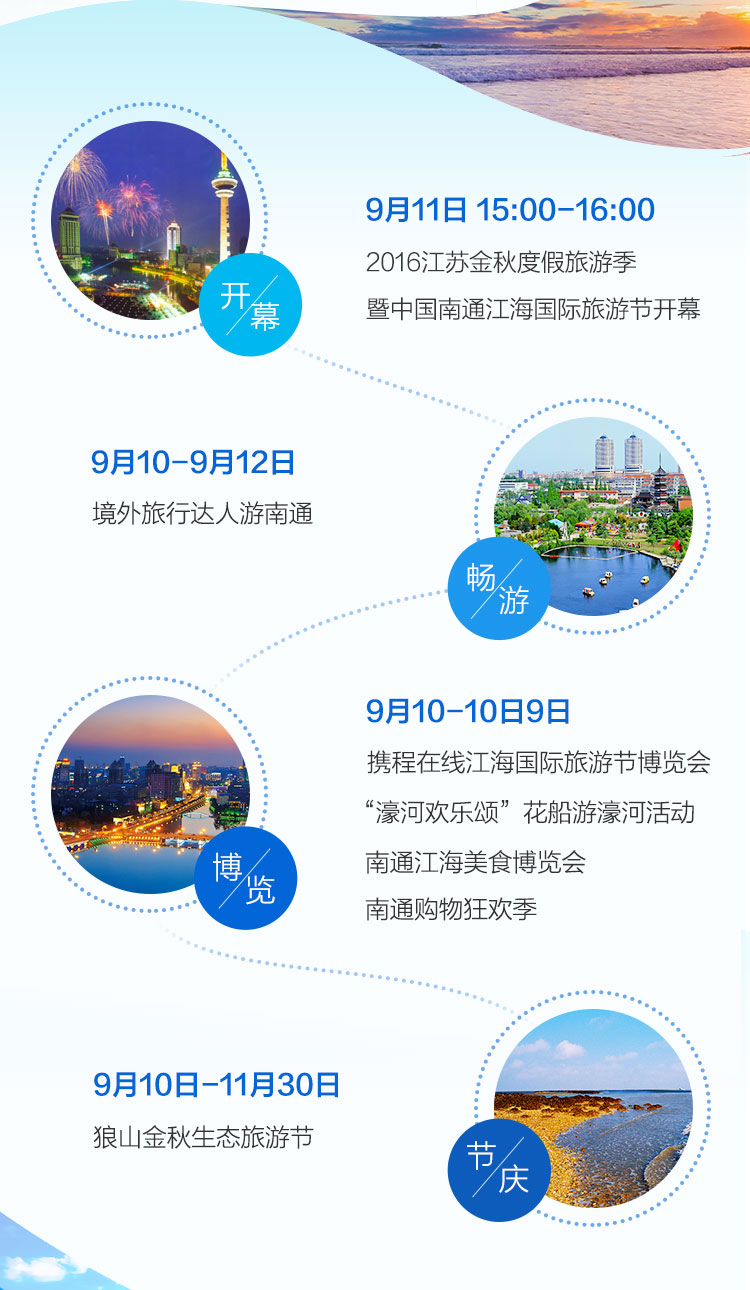 9月11日 15:00-16:00
2016江苏金秋度假旅游季
暨中国南通江海国际旅游节开幕
开/幕
9月10-9月12日
境外旅行达人游南通
畅/游
9月10-10日9日
携程在线江海国际旅游节博览会
“濠河欢乐颂”花船游濠河活动
南通江海美食博览会
南通购物狂欢季
博/览
9月10日-11月30日
狼山金秋生态旅游节
节/庆